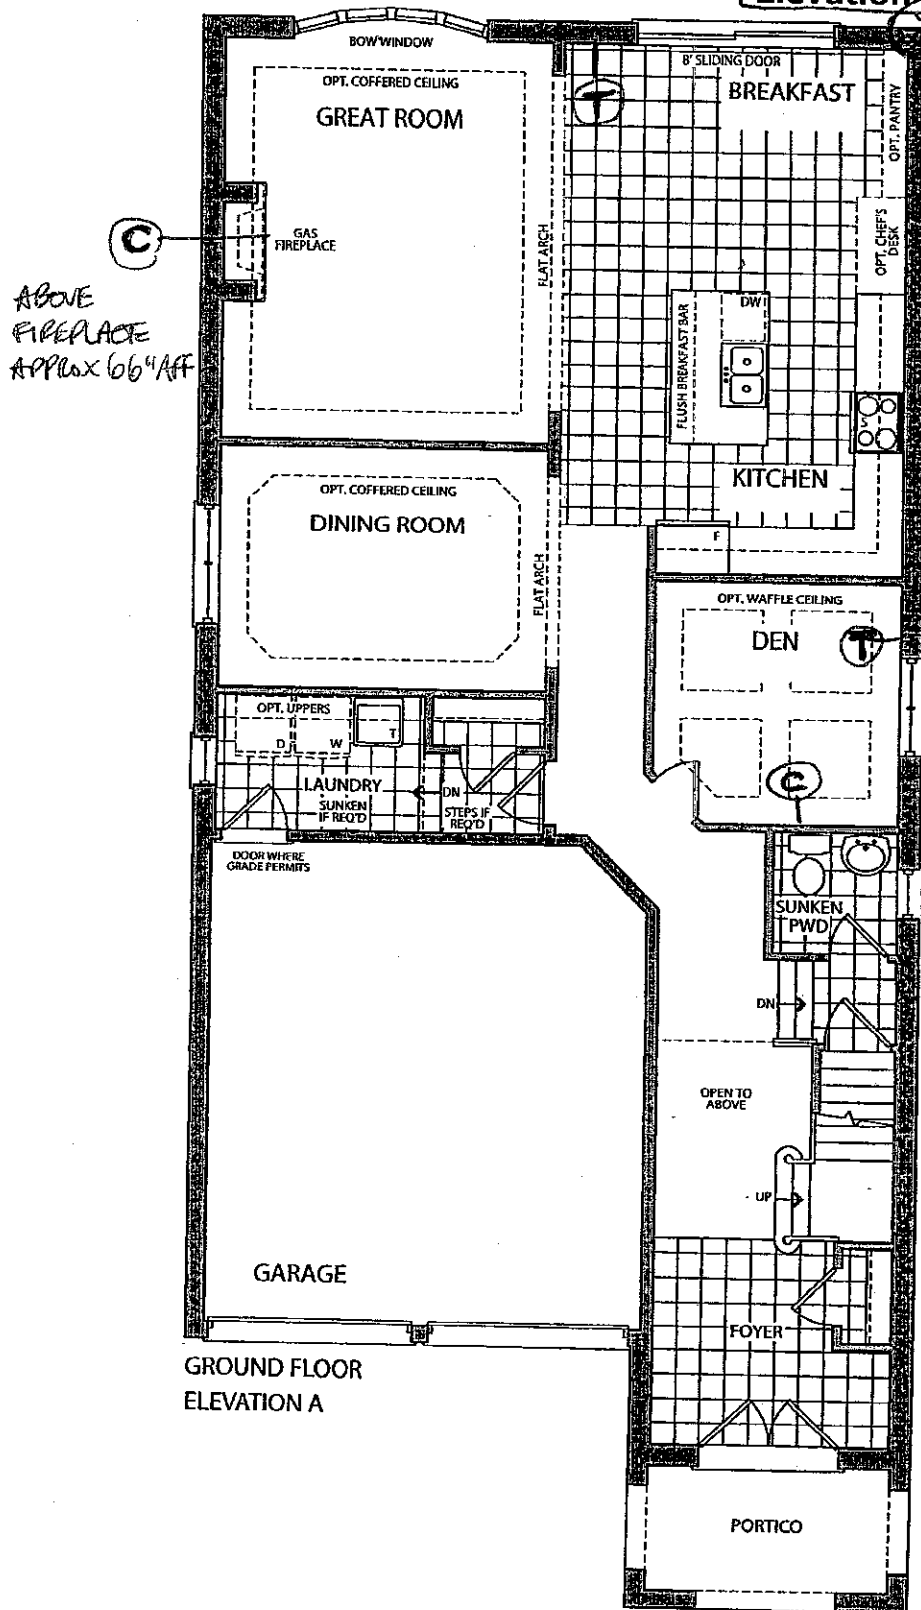 Elevation
BOW WINDOW
8' SLIDING DOOR
OPT. COFFERED CEILING
GREAT ROOM
T
BREAKFAST
OPT. PANTRY
C
GAS
FIREPLACE
FLAT ARCH
OPT. CHEF'S
DESK
ABOVE
FIREPLACE
APPROX 66" AFF
DW
FLUSH BREAKFAST BAR
KITCHEN
OPT. COFFERED CEILING
DINING ROOM
F
FLAT ARCH
OPT. WAFFLE CEILING
DEN
T
OPT. UPPERS
D
W
T
C
LAUNDRY
SUNKEN
IF REQ'D
DN
STEPS IF
REQ'D
DOOR WHERE
GRADE PERMITS
SUNKEN
PWD
DN
OPEN TO
ABOVE
UP
GARAGE
FOYER
GROUND FLOOR
ELEVATION A
PORTICO